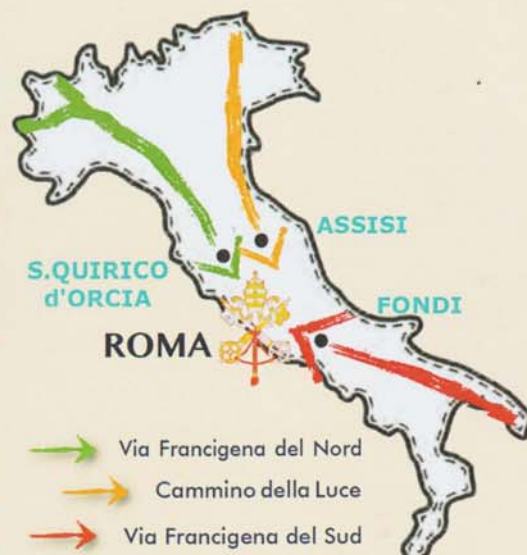 ASSISI
S.QUIRICO
d'ORCIA
FONDI
ROMA
Via Francigena del Nord
Cammino della Luce
Via Francigena del Sud